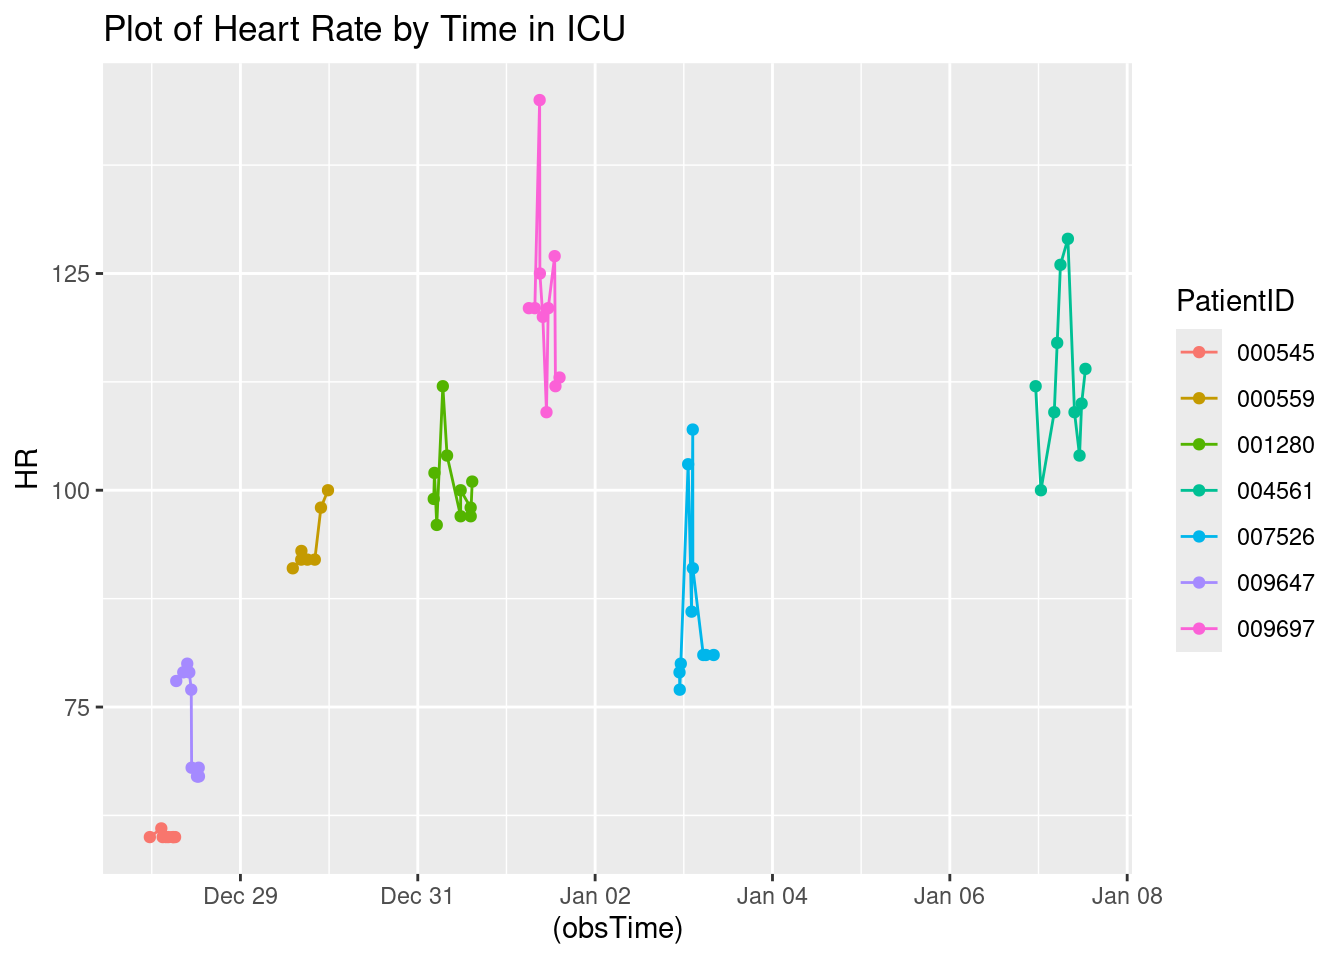 Plot of Heart Rate by Time in ICU
HR
125
100
75
Dec 29 Dec 31 Jan 02 Jan 04 Jan 06 Jan 08
(obsTime)
PatientID
000545
000559
001280
004561
007526
009647
009697